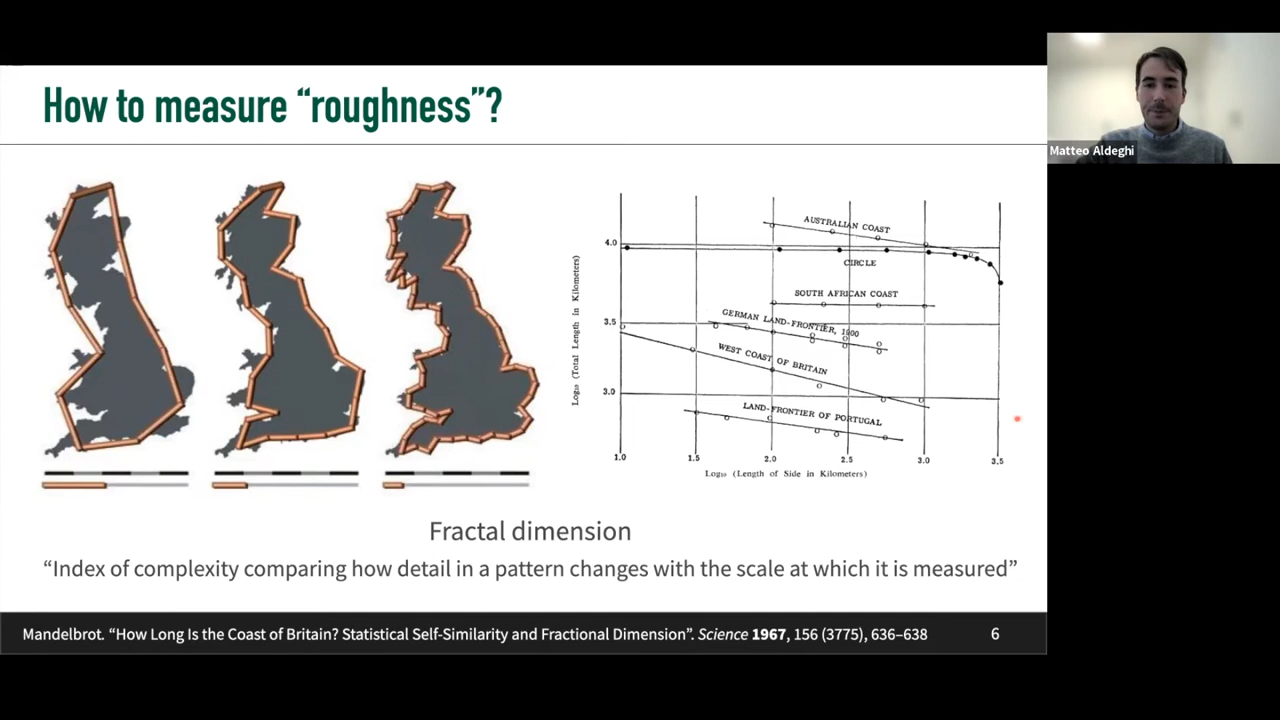 How to measure “roughness”?
Matteo Aldeghi
AUSTRALIAN COAST
4.0
CIRCLE
SOUTH AFRICAN COAST
GERMAN LAND-FRONTIER, 1900
3.5
WEST COAST OF BRITAIN
3.0
LAND-FRONTIER OF PORTUGAL
Log₁₀ (Total Length in Kilometers)
1.0 1.5 2.0 2.5 3.0 3.5
Log₁₀ (Length of Side in Kilometers)
Fractal dimension
“Index of complexity comparing how detail in a pattern changes with the scale at which it is measured”
Mandelbrot. “How Long Is the Coast of Britain? Statistical Self-Similarity and Fractional Dimension”. Science 1967, 156 (3775), 636–638
6